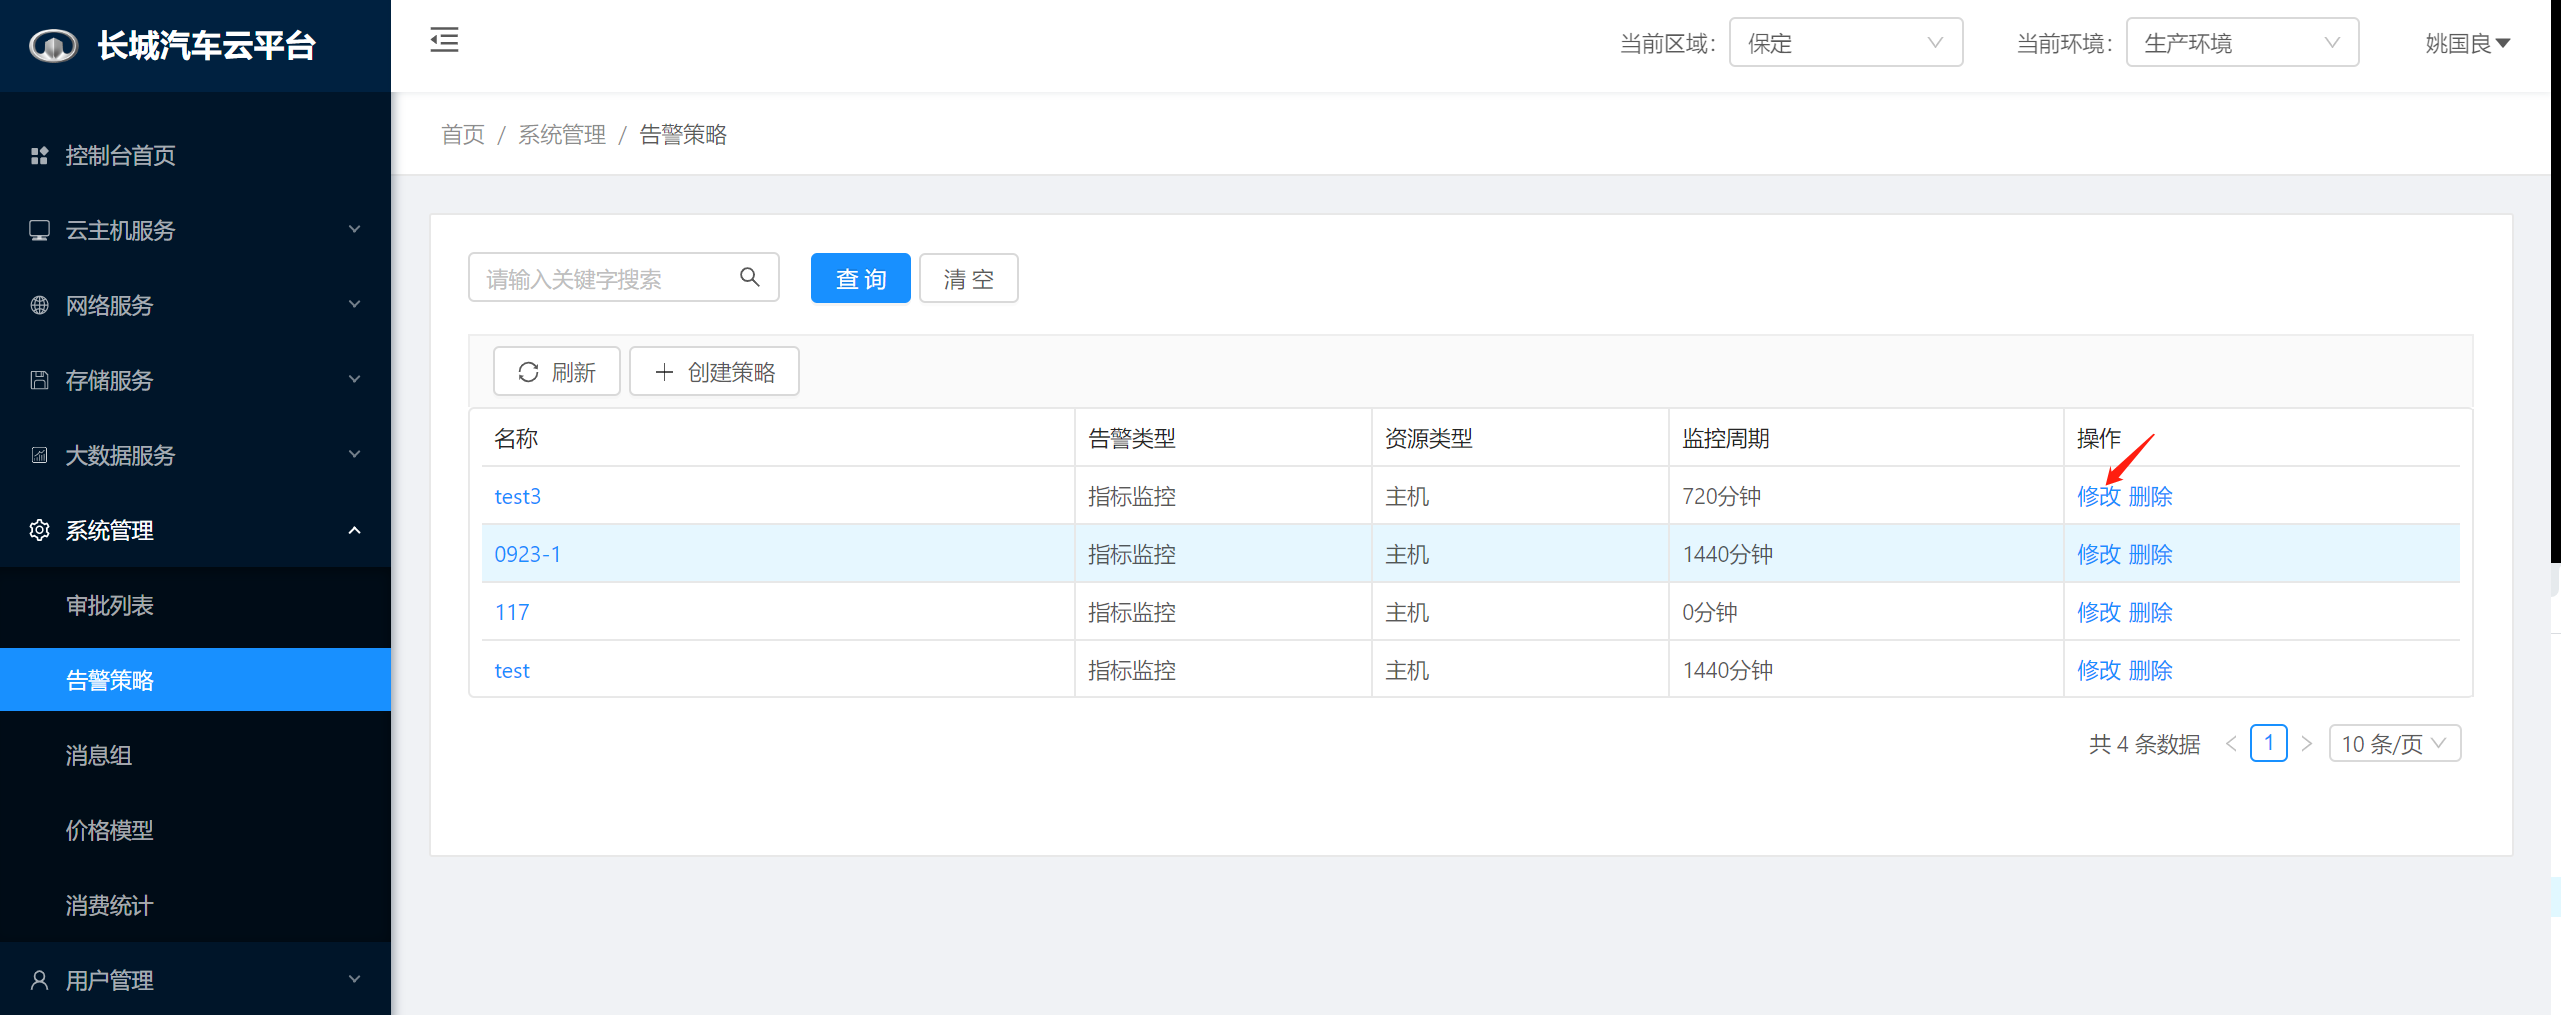 长城汽车云平台
当前区域： 保定 当前环境： 生产环境 姚国良
首页 / 系统管理 / 告警策略
控制台首页
云主机服务
网络服务
存储服务
大数据服务
系统管理
审批列表
告警策略
消息组
价格模型
消费统计
用户管理
请输入关键字搜索 查 询 清 空
刷新 创建策略
名称 告警类型 资源类型 监控周期 操作
test3 指标监控 主机 720分钟 修改 删除
0923-1 指标监控 主机 1440分钟 修改 删除
117 指标监控 主机 0分钟 修改 删除
test 指标监控 主机 1440分钟 修改 删除
共 4 条数据 < 1 > 10 条/页